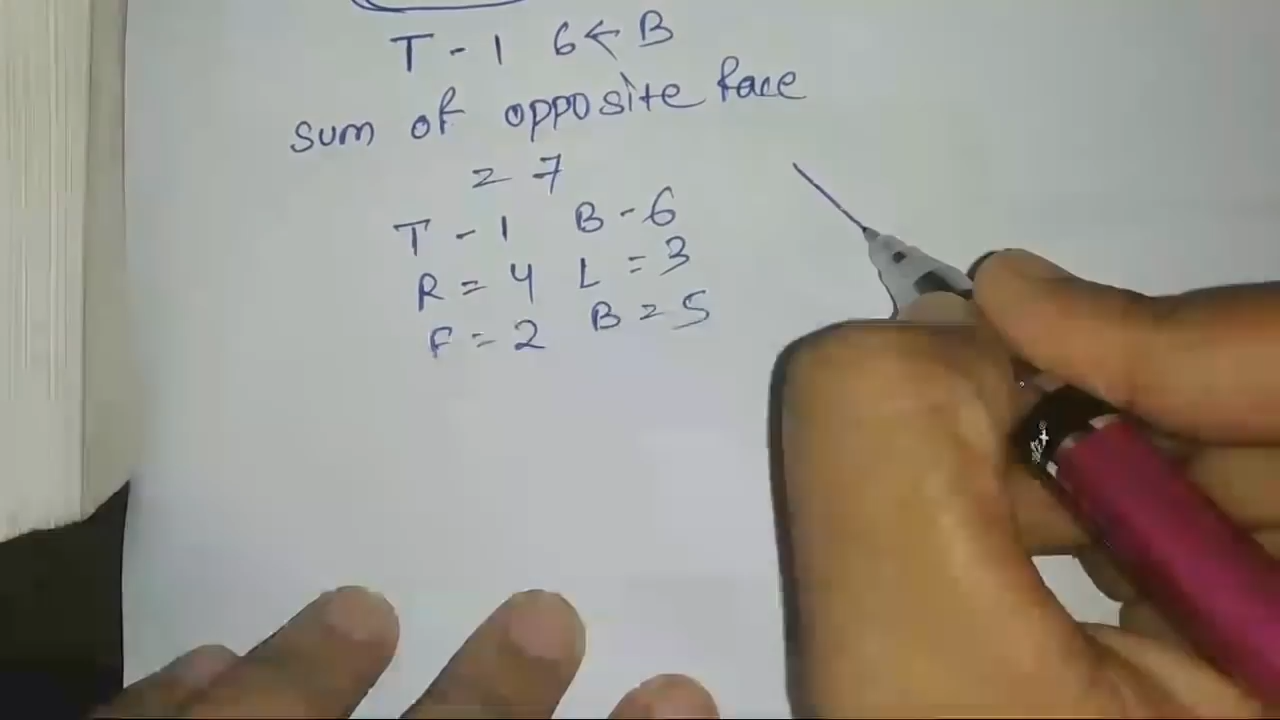 T - 1 6 ← B
sum of opposite face
= 7
T - 1 B - 6
R = 4 L = 3
F = 2 B = 5